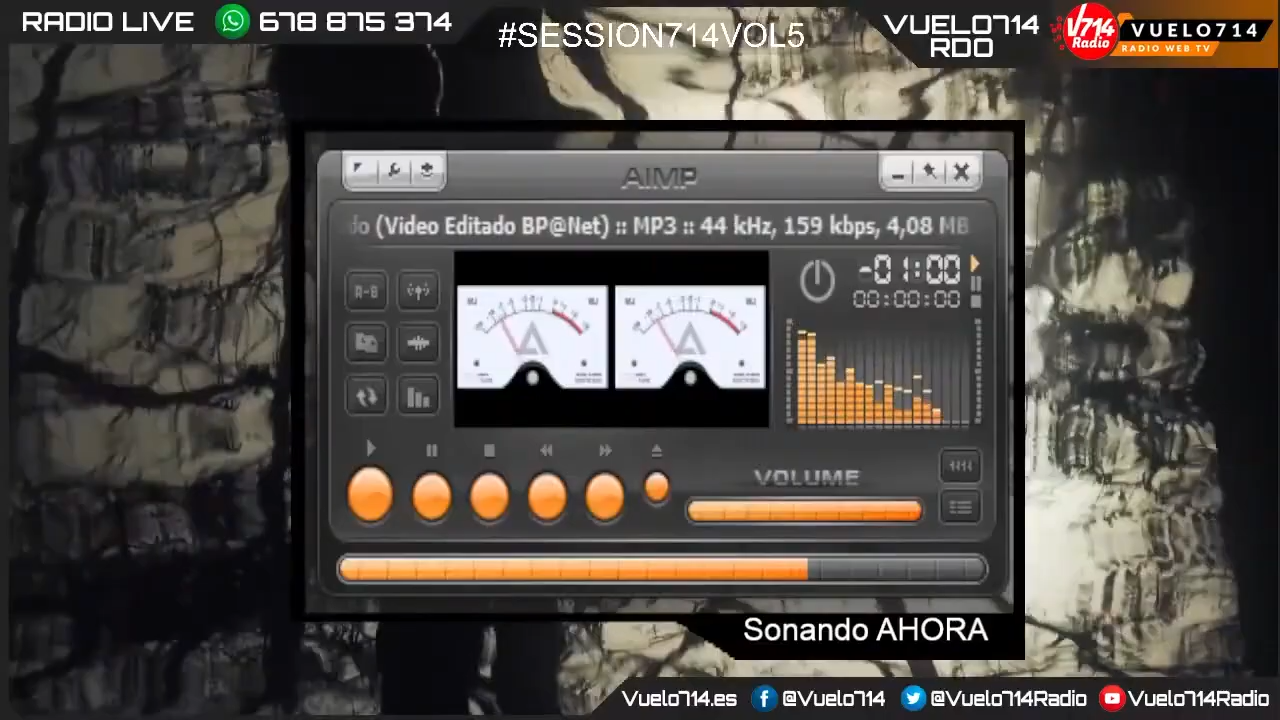 RADIO LIVE 678 875 374
#SESSION714VOL5
VUELO714
RDO
V714
Radio
VUELO714
RADIO WEB TV
AIMP
do (Video Editado BP@Net) :: MP3 :: 44 kHz, 159 kbps, 4,08 MB
A-B
-01:00
00:00:00
VOLUME
Sonando AHORA
Vuelo714.es @Vuelo714 @Vuelo714Radio Vuelo714Radio